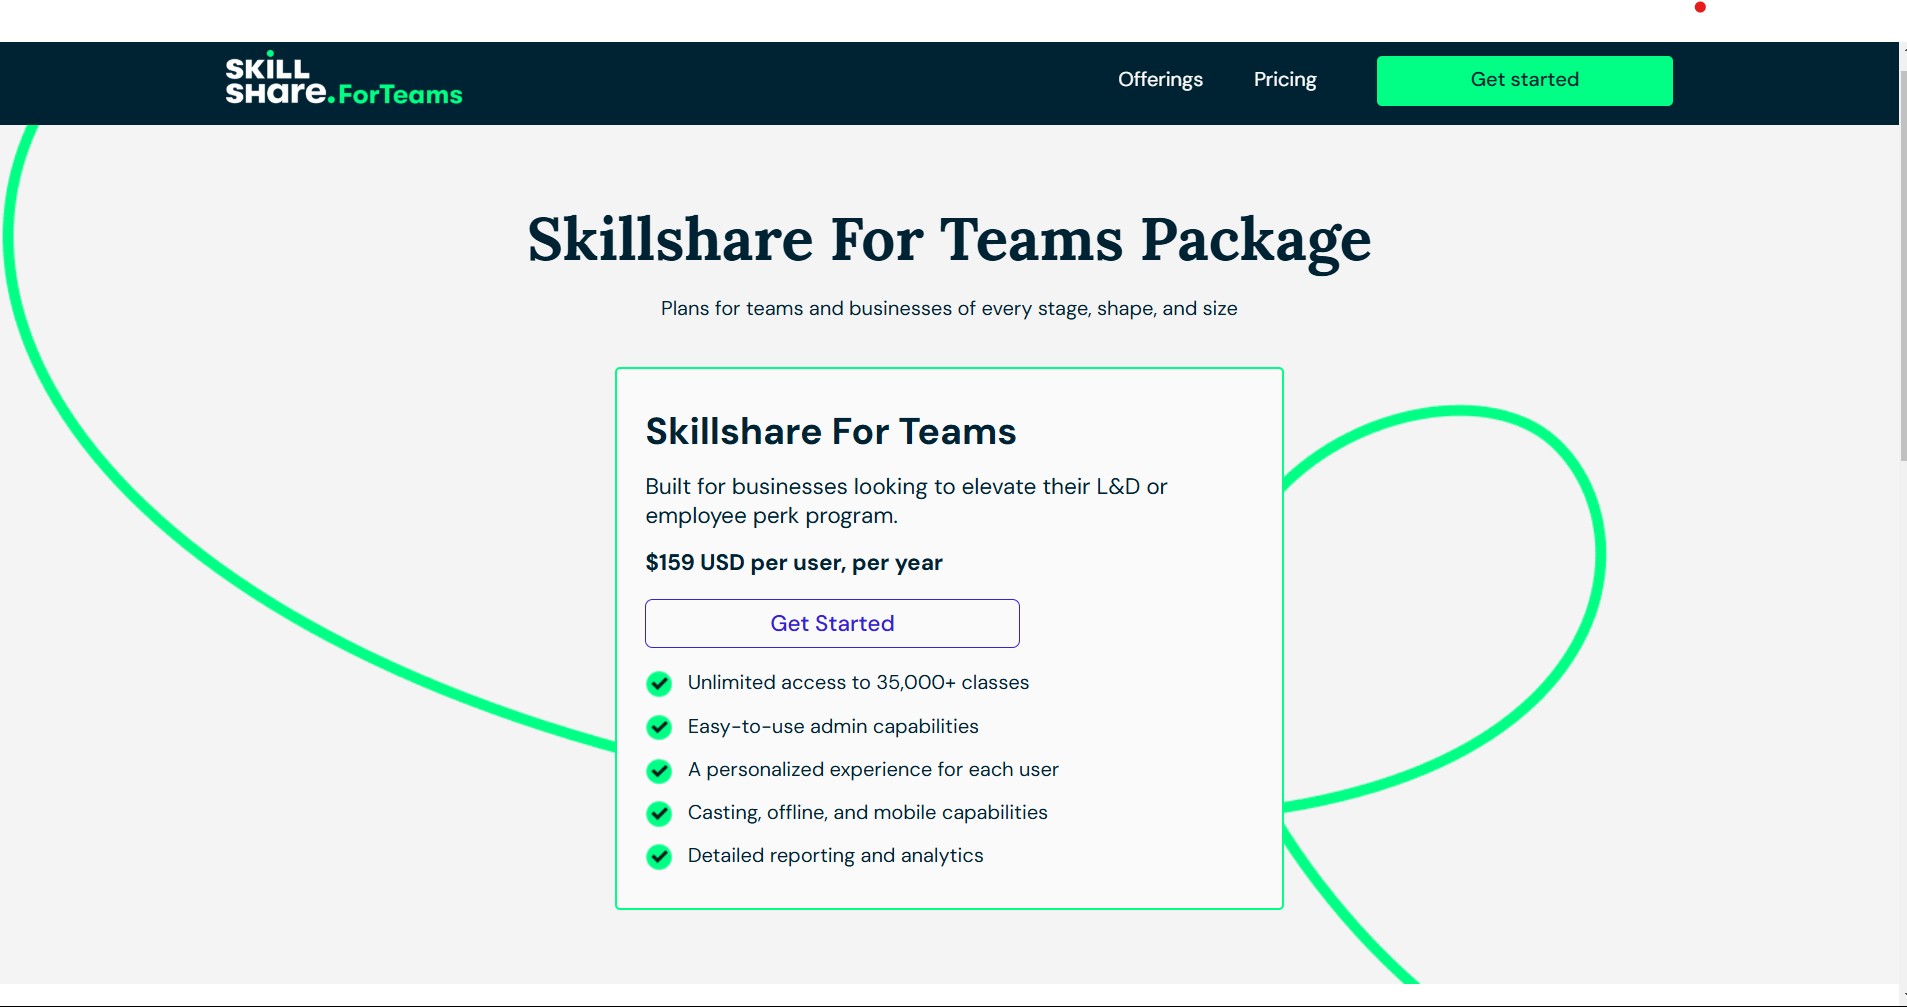 SKILL
SHare.ForTeams
Offerings
Pricing
Get started
Skillshare For Teams Package
Plans for teams and businesses of every stage, shape, and size
Skillshare For Teams
Built for businesses looking to elevate their L&D or
employee perk program.
$159 USD per user, per year
Get Started
Unlimited access to 35,000+ classes
Easy-to-use admin capabilities
A personalized experience for each user
Casting, offline, and mobile capabilities
Detailed reporting and analytics